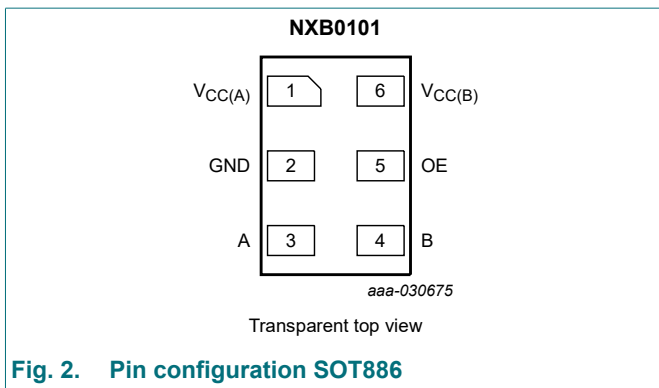 NXB0101
VCC(A) 1 6 VCC(B)
GND 2 5 OE
A 3 4 B
aaa-030675
Transparent top view
Fig. 2. Pin configuration SOT886